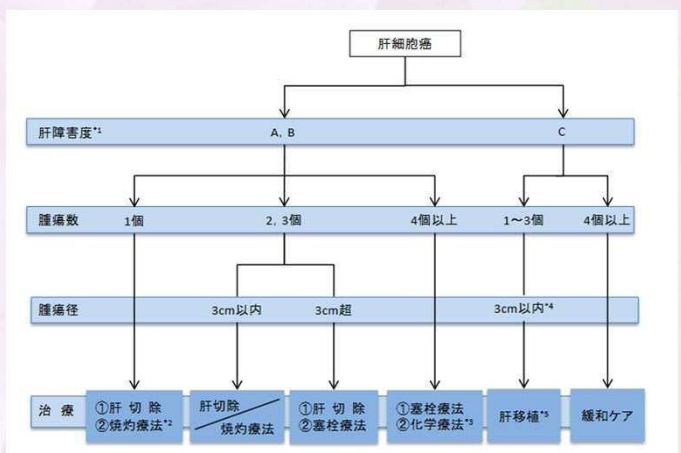 肝細胞癌
肝障害度*1 A, B C
腫瘍数 1個 2, 3個 4個以上 1〜3個 4個以上
腫瘍径 3cm以内 3cm超 3cm以内*4
治 療
①肝 切 除
②焼灼療法*2
肝切除
焼灼療法
①肝 切 除
②塞栓療法
①塞栓療法
②化学療法*3
肝移植*5
緩和ケア